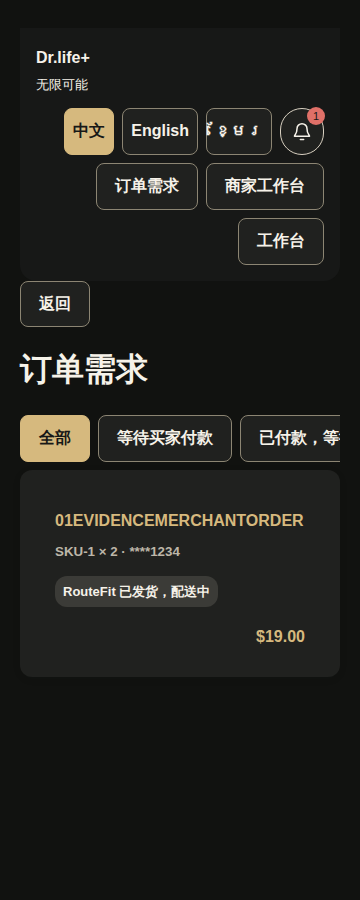 Dr.life+
无限可能
中文
English
ខ្មែរ
1
订单需求
商家工作台
工作台
返回
订单需求
全部
等待买家付款
已付款，等
01EVIDENCEMERCHANTORDER
SKU-1 × 2 · ****1234
RouteFit 已发货，配送中
$19.00